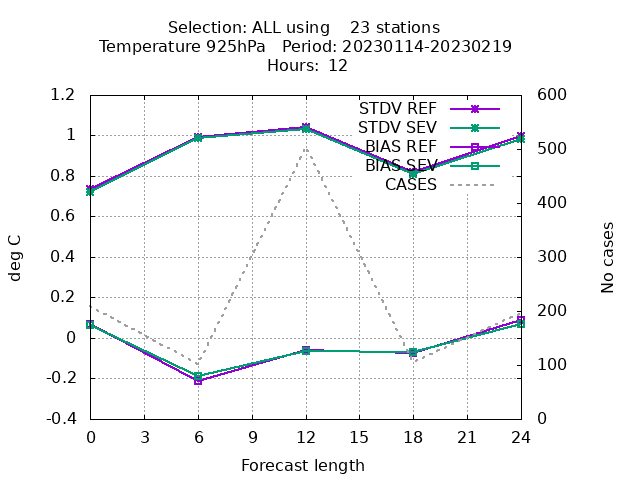 Selection: ALL using    23 stations
Temperature 925hPa   Period: 20230114-20230219
Hours:  12
1.2
1
0.8
0.6
0.4
0.2
0
-0.2
-0.4
600
500
400
300
200
100
0
0 3 6 9 12 15 18 21 24
deg C
No cases
Forecast length
STDV REF
STDV SEV
BIAS REF
BIAS SEV
CASES